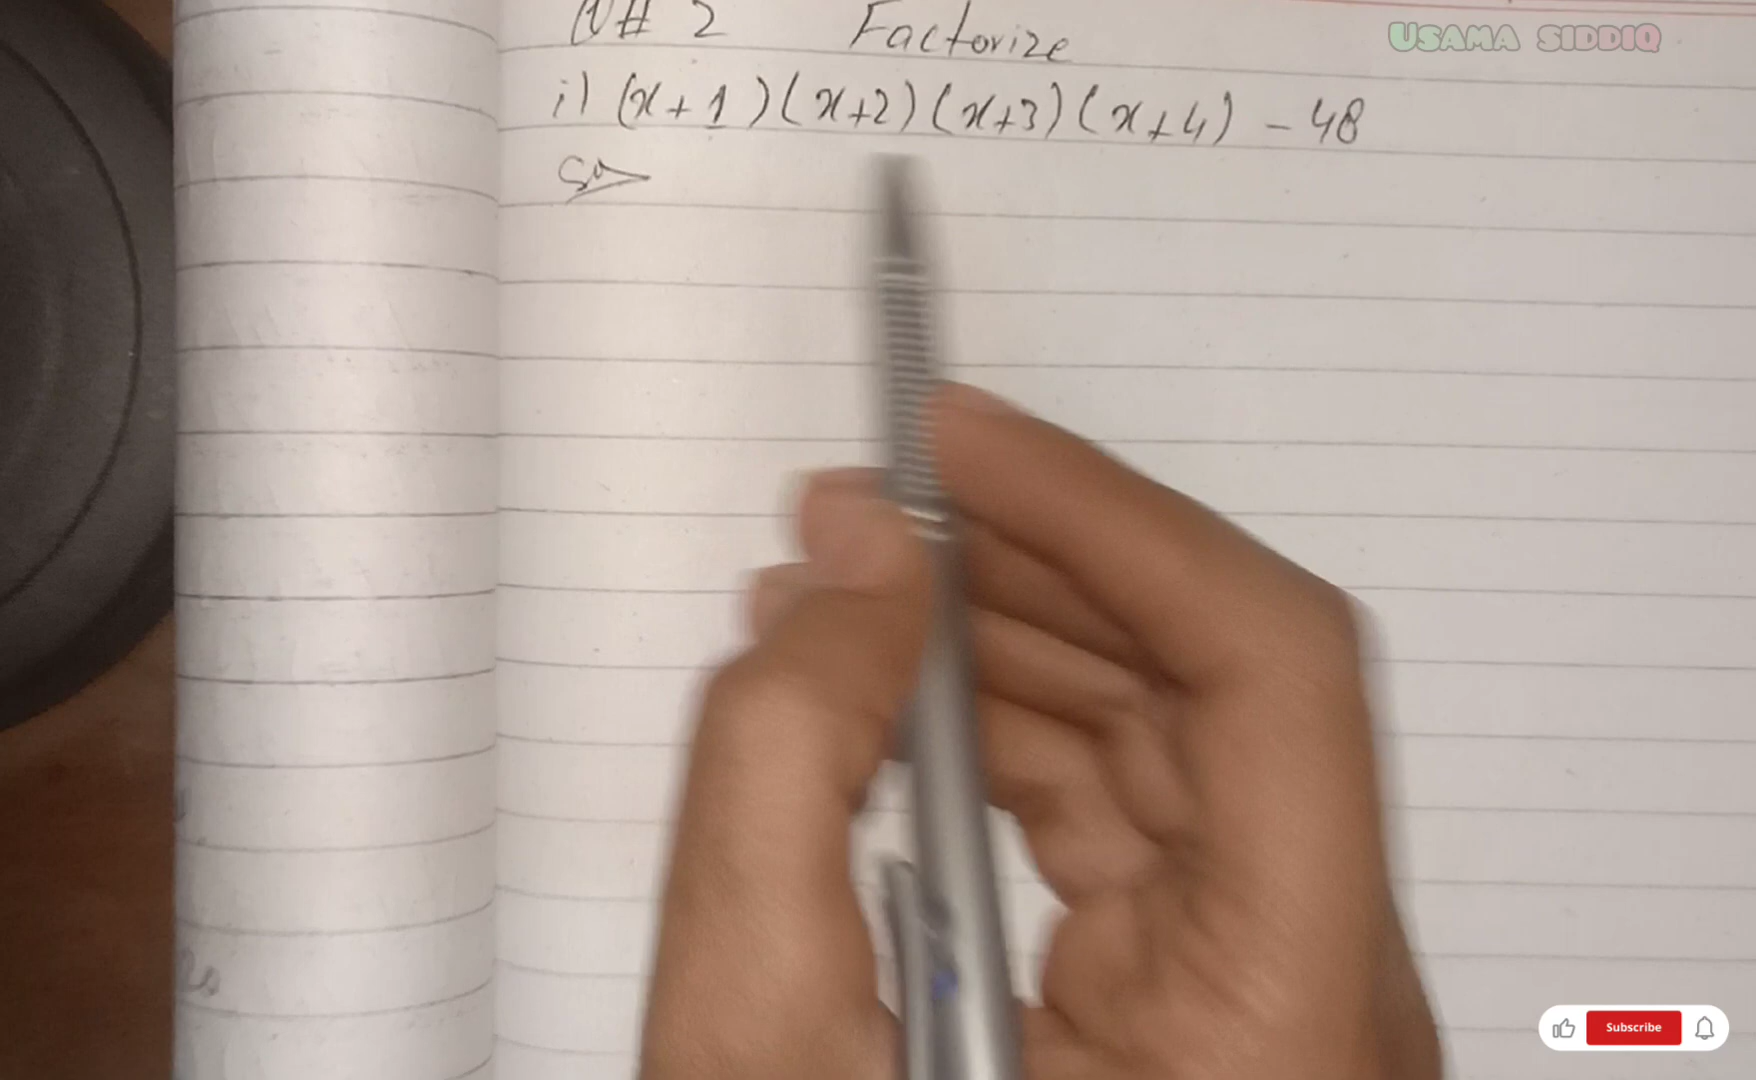 Q# 2 Factorize
USAMA SIDDIQ
i) (x+1)(x+2)(x+3)(x+4) - 48
Sol
Subscribe